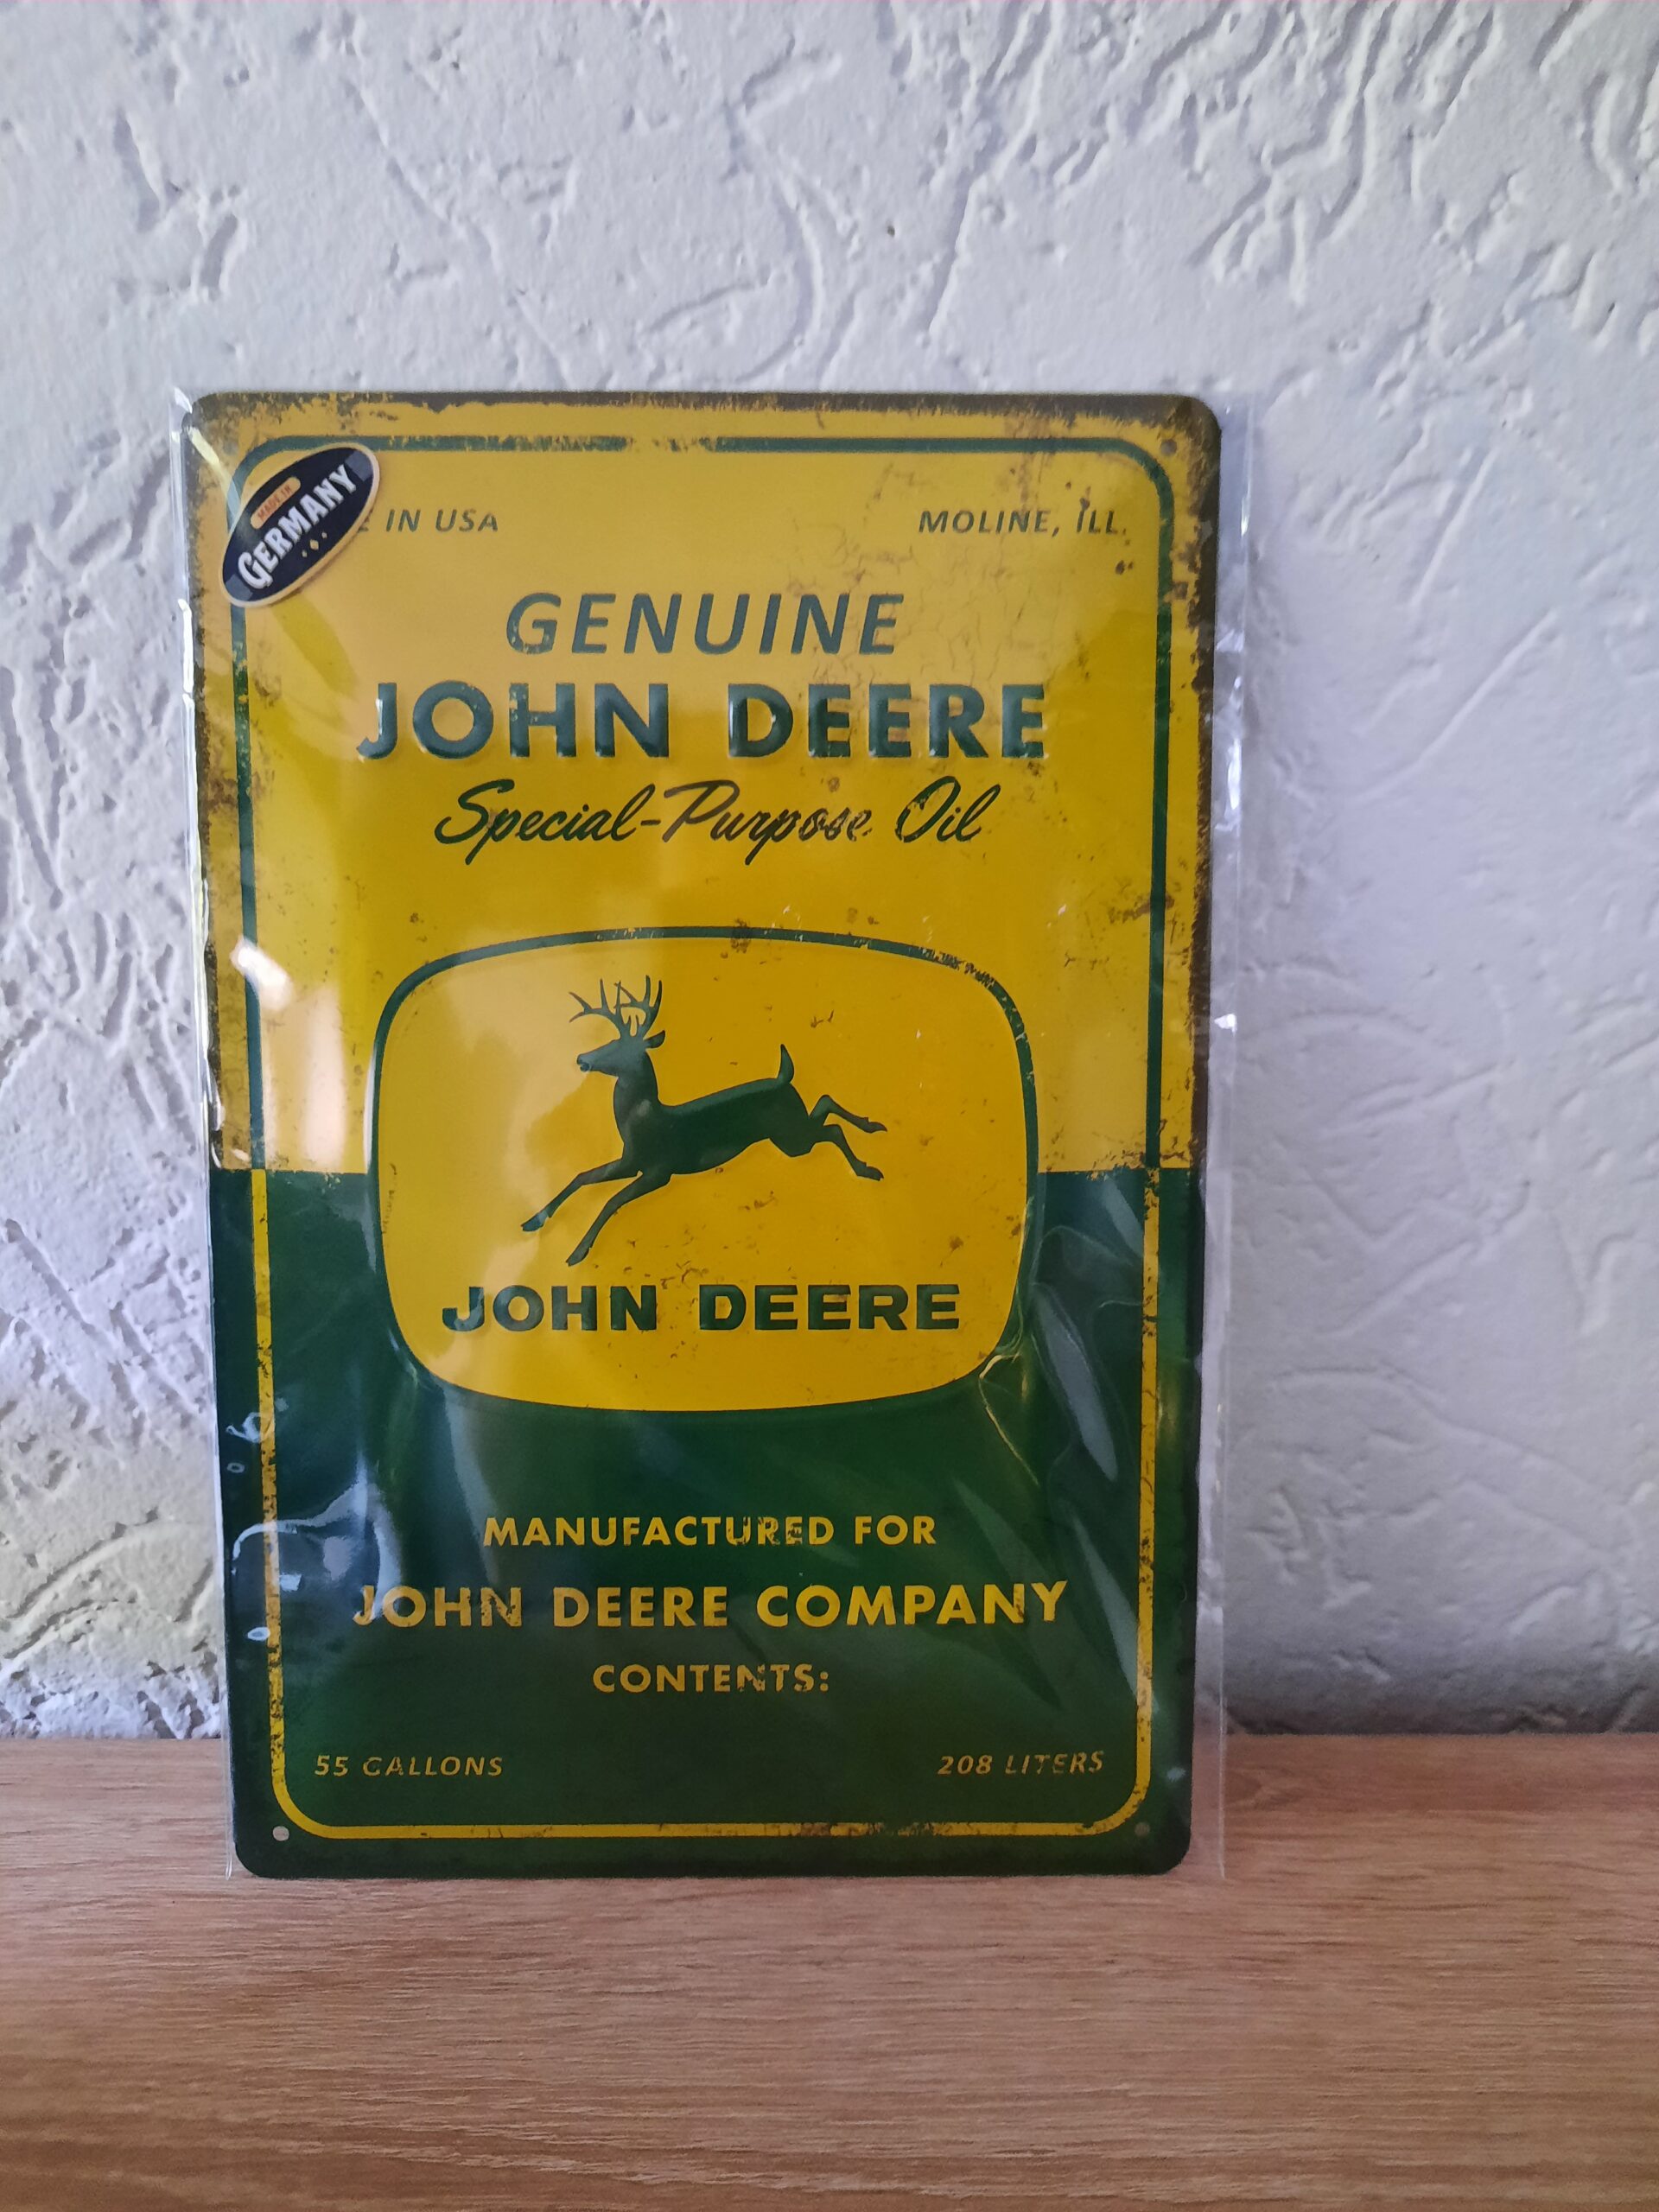 MADE IN
GERMANY
E IN USA
MOLINE, ILL.
GENUINE
JOHN DEERE
Special-Purpose Oil
JOHN DEERE
MANUFACTURED FOR
JOHN DEERE COMPANY
CONTENTS:
55 GALLONS
208 LITERS